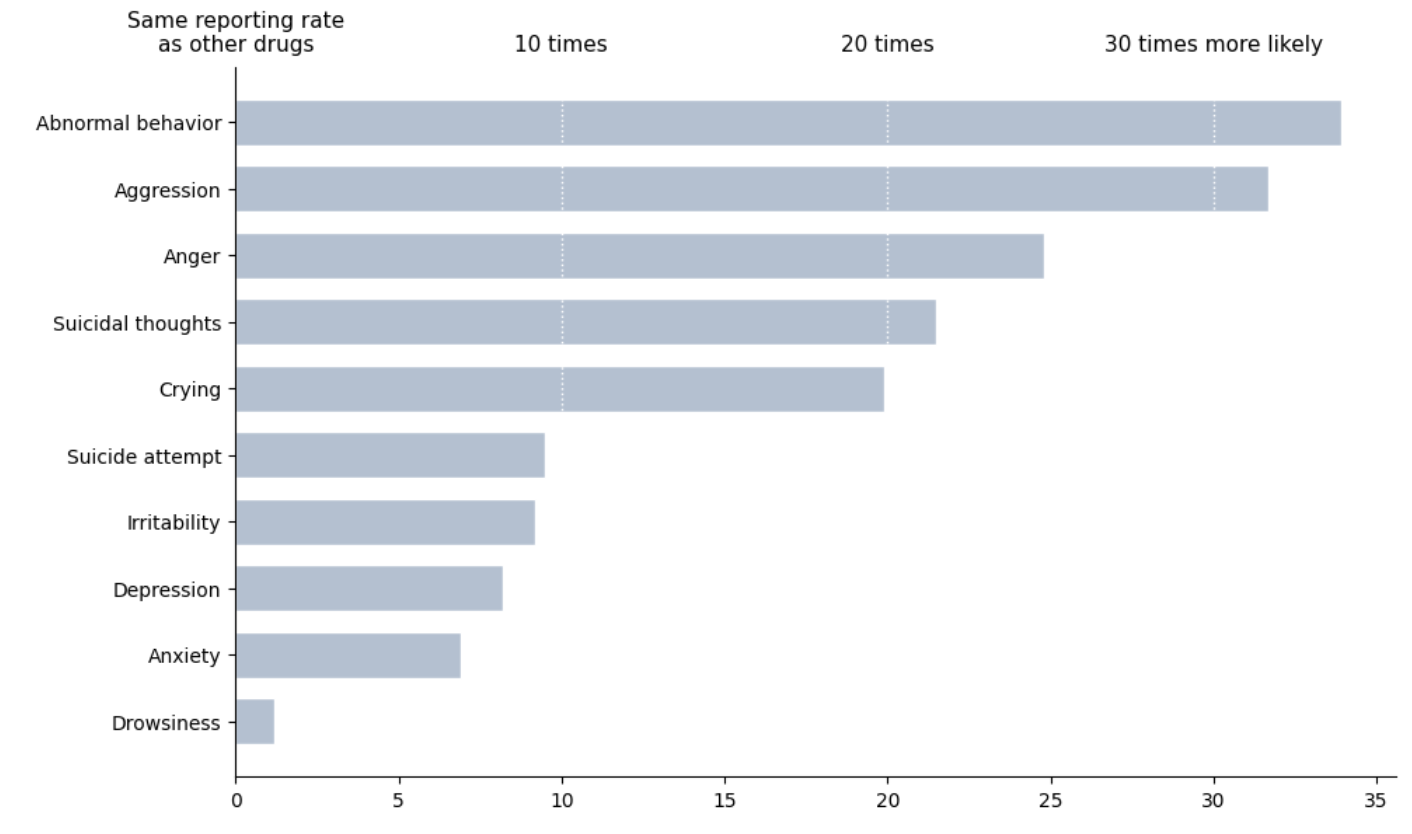 Same reporting rate
as other drugs
10 times
20 times
30 times more likely
Abnormal behavior
Aggression
Anger
Suicidal thoughts
Crying
Suicide attempt
Irritability
Depression
Anxiety
Drowsiness
0 5 10 15 20 25 30 35